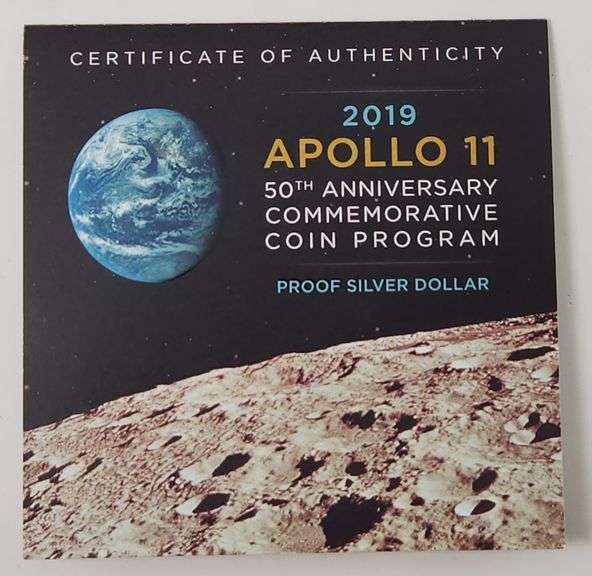 CERTIFICATE OF AUTHENTICITY
2019
APOLLO 11
50TH ANNIVERSARY
COMMEMORATIVE
COIN PROGRAM
PROOF SILVER DOLLAR